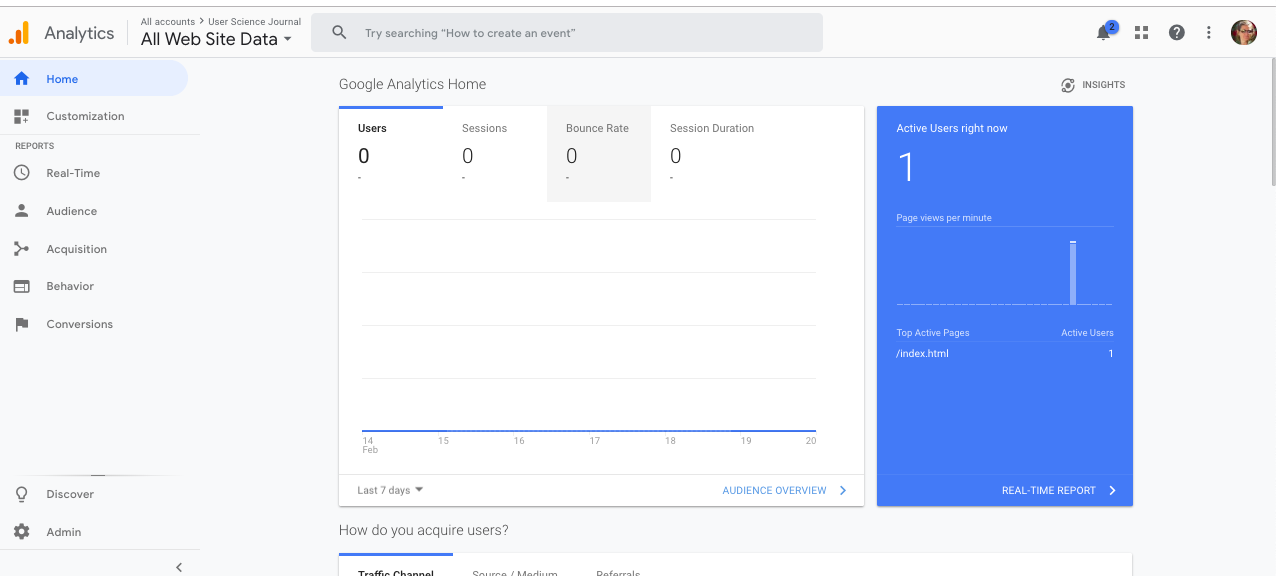 Analytics
All accounts > User Science Journal
All Web Site Data
Try searching “How to create an event”
2
Home
Customization
REPORTS
Real-Time
Audience
Acquisition
Behavior
Conversions
Discover
Admin
Google Analytics Home
INSIGHTS
Users Sessions Bounce Rate Session Duration
0 0 0 0
- - - -
14 15 16 17 18 19 20
Feb
Last 7 days
AUDIENCE OVERVIEW
Active Users right now
1
Page views per minute
Top Active Pages Active Users
/index.html 1
REAL-TIME REPORT
How do you acquire users?
Traffic Channel Source / Medium Referrals